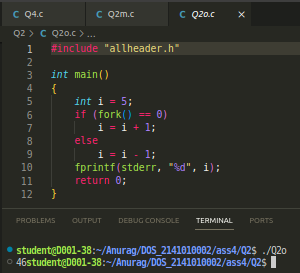 C Q4.c C Q2m.c C Q2o.c ×
Q2 > C Q2o.c > ...
1 #include "allheader.h"
2
3 int main()
4 {
5 int i = 5;
6 if (fork() == 0)
7 i = i + 1;
8 else
9 i = i - 1;
10 fprintf(stderr, "%d", i);
11 return 0;
12 }
PROBLEMS OUTPUT DEBUG CONSOLE TERMINAL PORTS
student@D001-38:~/Anurag/DOS_2141010002/ass4/Q2$ ./Q2o
46student@D001-38:~/Anurag/DOS_2141010002/ass4/Q2$